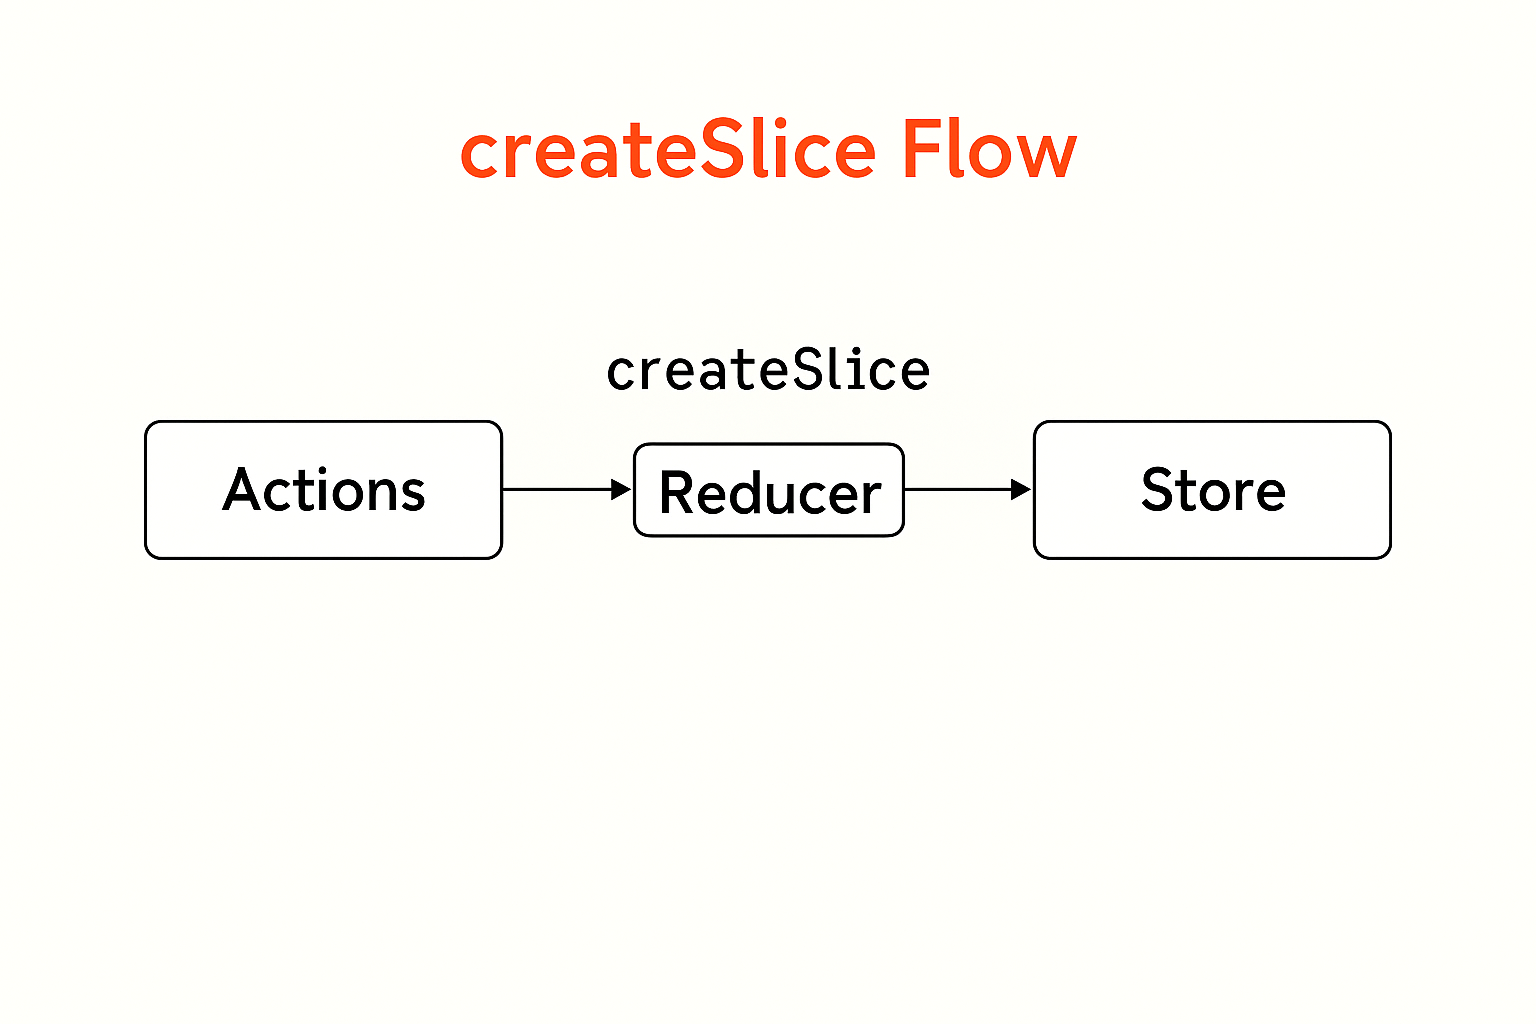 createSlice Flow
createSlice
Actions
Reducer
Store